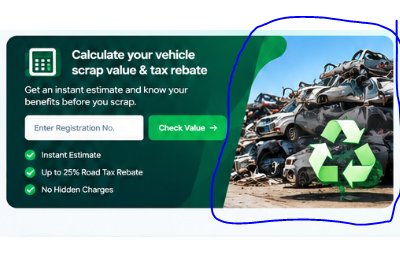 Calculate your vehicle
scrap value & tax rebate
Get an instant estimate and know your
benefits before you scrap.
Enter Registration No.
Check Value →
Instant Estimate
Up to 25% Road Tax Rebate
No Hidden Charges